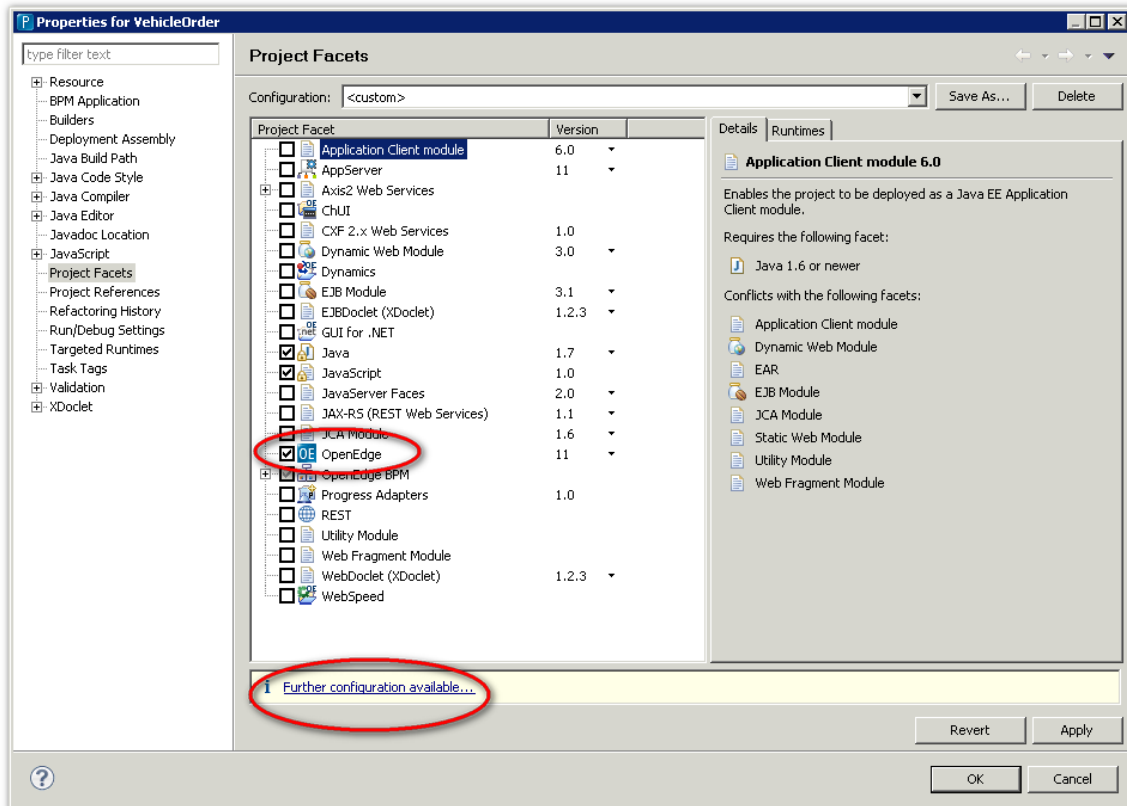 Properties for VehicleOrder
type filter text
Resource
BPM Application
Builders
Deployment Assembly
Java Build Path
Java Code Style
Java Compiler
Java Editor
Javadoc Location
JavaScript
Project Facets
Project References
Refactoring History
Run/Debug Settings
Targeted Runtimes
Task Tags
Validation
XDoclet
Project Facets
Configuration: <custom> Save As... Delete
Project Facet Version
Application Client module 6.0
AppServer 11
Axis2 Web Services
ChUI
CXF 2.x Web Services 1.0
Dynamic Web Module 3.0
Dynamics
EJB Module 3.1
EJBDoclet (XDoclet) 1.2.3
GUI for .NET
Java 1.7
JavaScript 1.0
JavaServer Faces 2.0
JAX-RS (REST Web Services) 1.1
JCA Module 1.6
OE OpenEdge 11
OpenEdge BPM
Progress Adapters 1.0
REST
Utility Module
Web Fragment Module
WebDoclet (XDoclet) 1.2.3
WebSpeed
Details Runtimes
Application Client module 6.0
Enables the project to be deployed as a Java EE Application
Client module.
Requires the following facet:
Java 1.6 or newer
Conflicts with the following facets:
Application Client module
Dynamic Web Module
EAR
EJB Module
JCA Module
Static Web Module
Utility Module
Web Fragment Module
i Further configuration available...
Revert Apply
? OK Cancel